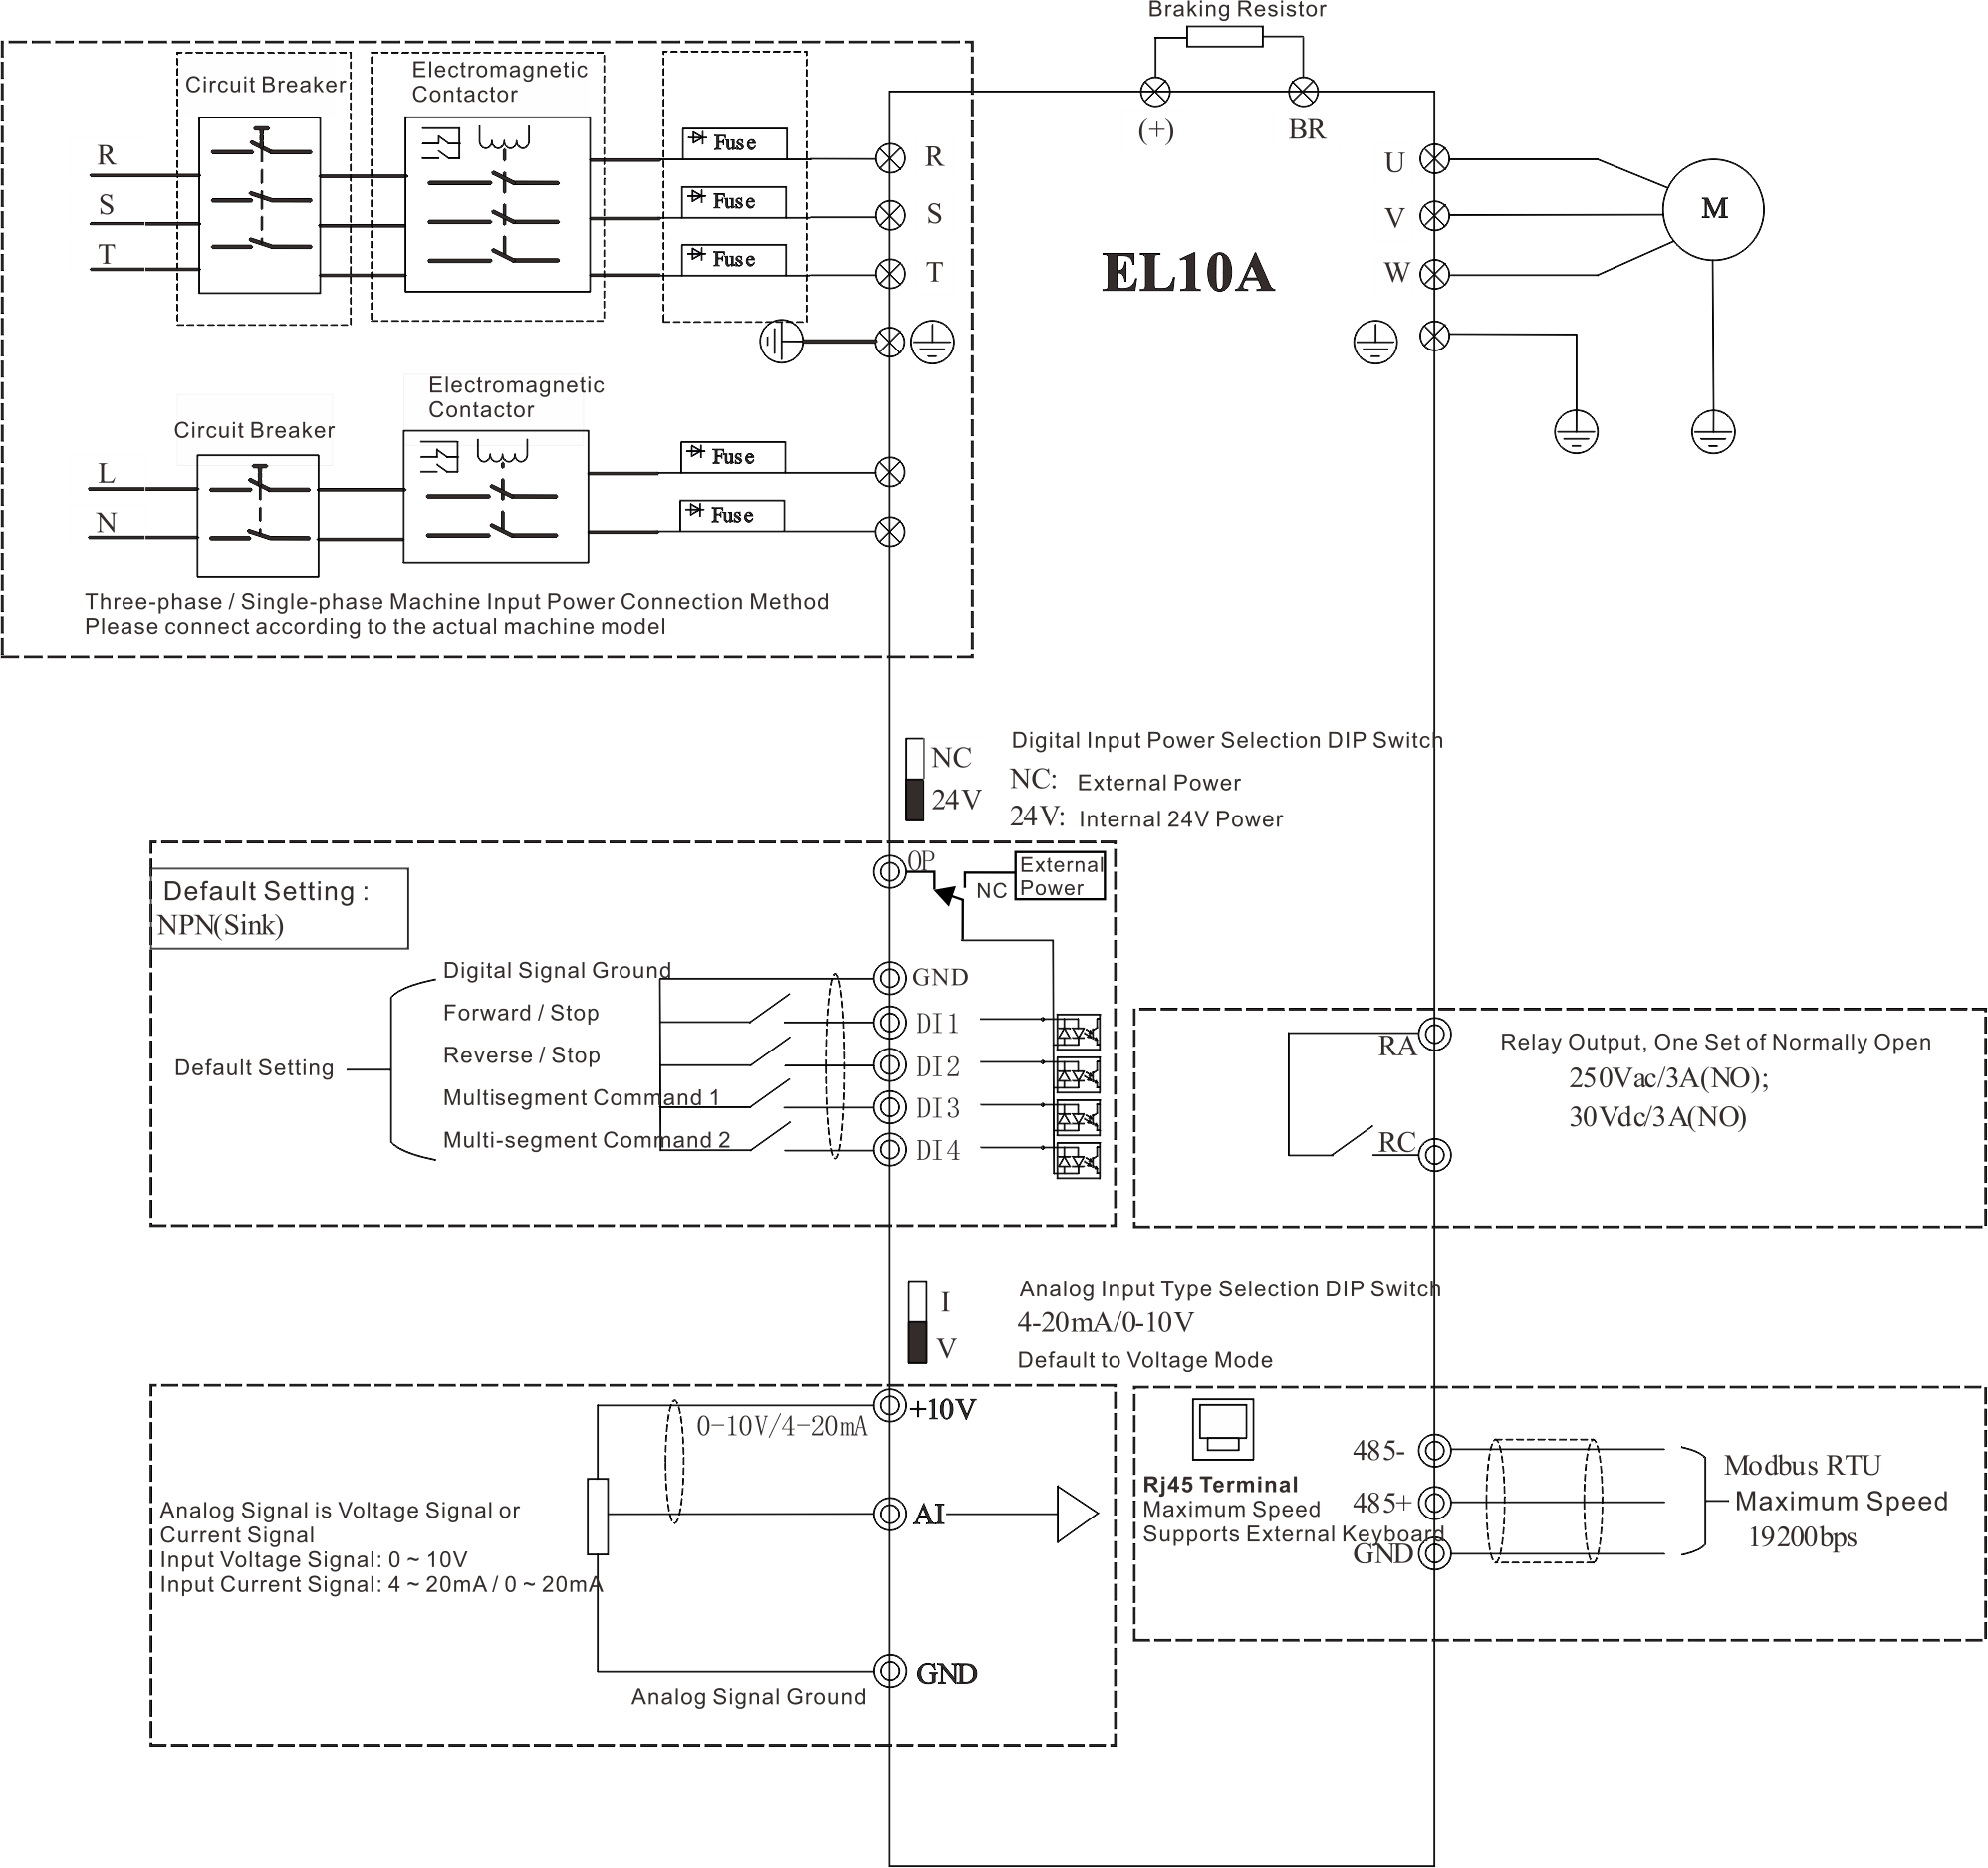 Braking Resistor
(+)
BR
Circuit Breaker
Electromagnetic
Contactor
R
S
T
Fuse
Fuse
Fuse
R
S
T
EL10A
U
V
W
M
Circuit Breaker
Electromagnetic
Contactor
L
N
Fuse
Fuse
Three-phase / Single-phase Machine Input Power Connection Method
Please connect according to the actual machine model
NC
24V
Digital Input Power Selection DIP Switch
NC: External Power
24V: Internal 24V Power
Default Setting :
NPN(Sink)
OP
NC
External
Power
Default Setting
Digital Signal Ground
Forward / Stop
Reverse / Stop
Multisegment Command 1
Multi-segment Command 2
GND
DI1
DI2
DI3
DI4
RA
RC
Relay Output, One Set of Normally Open
250Vac/3A(NO);
30Vdc/3A(NO)
I
V
Analog Input Type Selection DIP Switch
4-20mA/0-10V
Default to Voltage Mode
+10V
0-10V/4-20mA
AI
GND
Analog Signal is Voltage Signal or
Current Signal
Input Voltage Signal: 0 ~ 10V
Input Current Signal: 4 ~ 20mA / 0 ~ 20mA
Analog Signal Ground
Rj45 Terminal
Maximum Speed
Supports External Keyboard
485-
485+
GND
Modbus RTU
Maximum Speed
19200bps